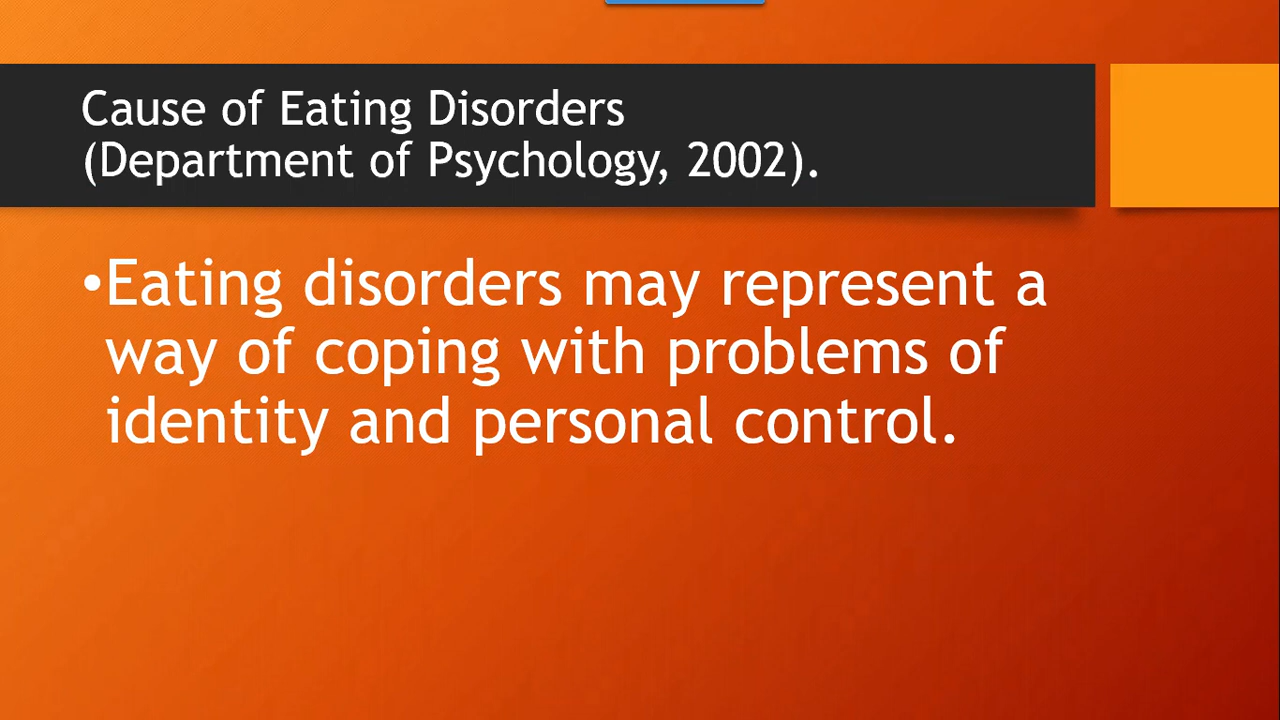 Cause of Eating Disorders
(Department of Psychology, 2002).
•Eating disorders may represent a
way of coping with problems of
identity and personal control.